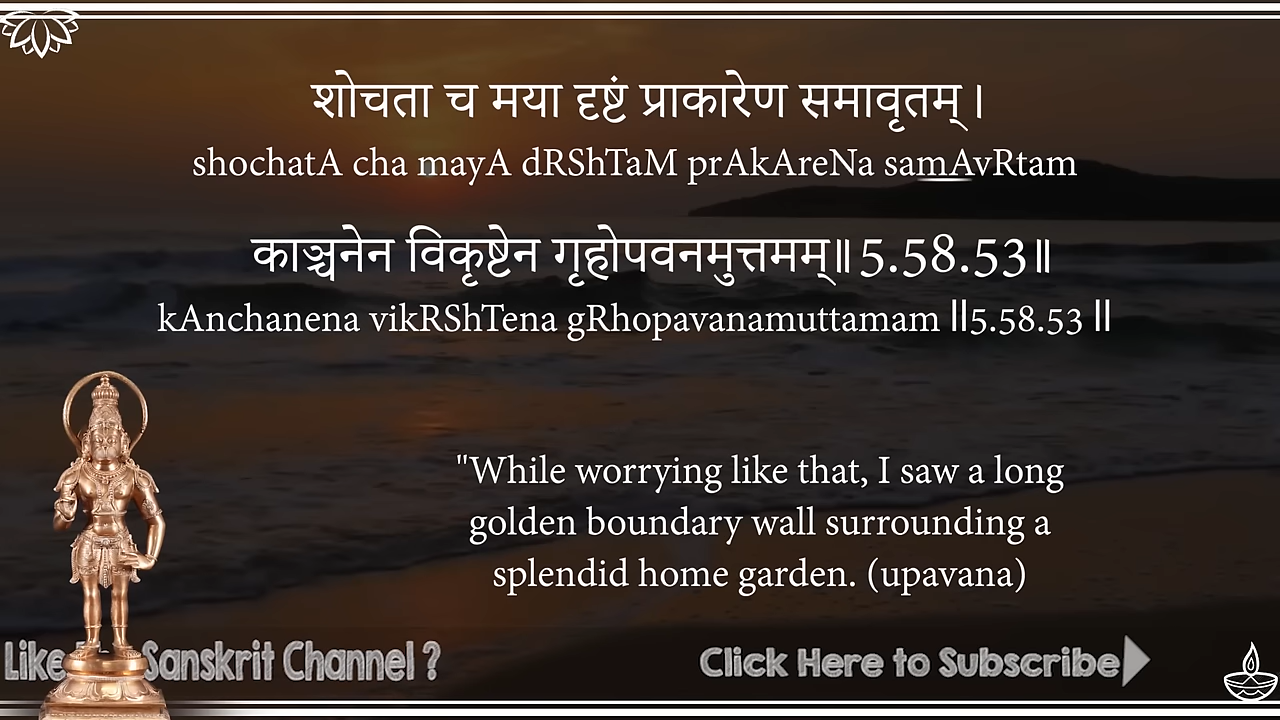 शोचता च मया दृष्टं प्राकारेण समावृतम्।
shochatA cha mayA dRShTaM prAkAreNa samAvRtam
काञ्चनेन विकृष्टेन गृहोपवनमुत्तमम्॥5.58.53॥
kAnchanena vikRShTena gRhopavanamuttamam ॥5.58.53॥
"While worrying like that, I saw a long
golden boundary wall surrounding a
splendid home garden. (upavana)
Like Sanskrit Channel ?
Click Here to Subscribe